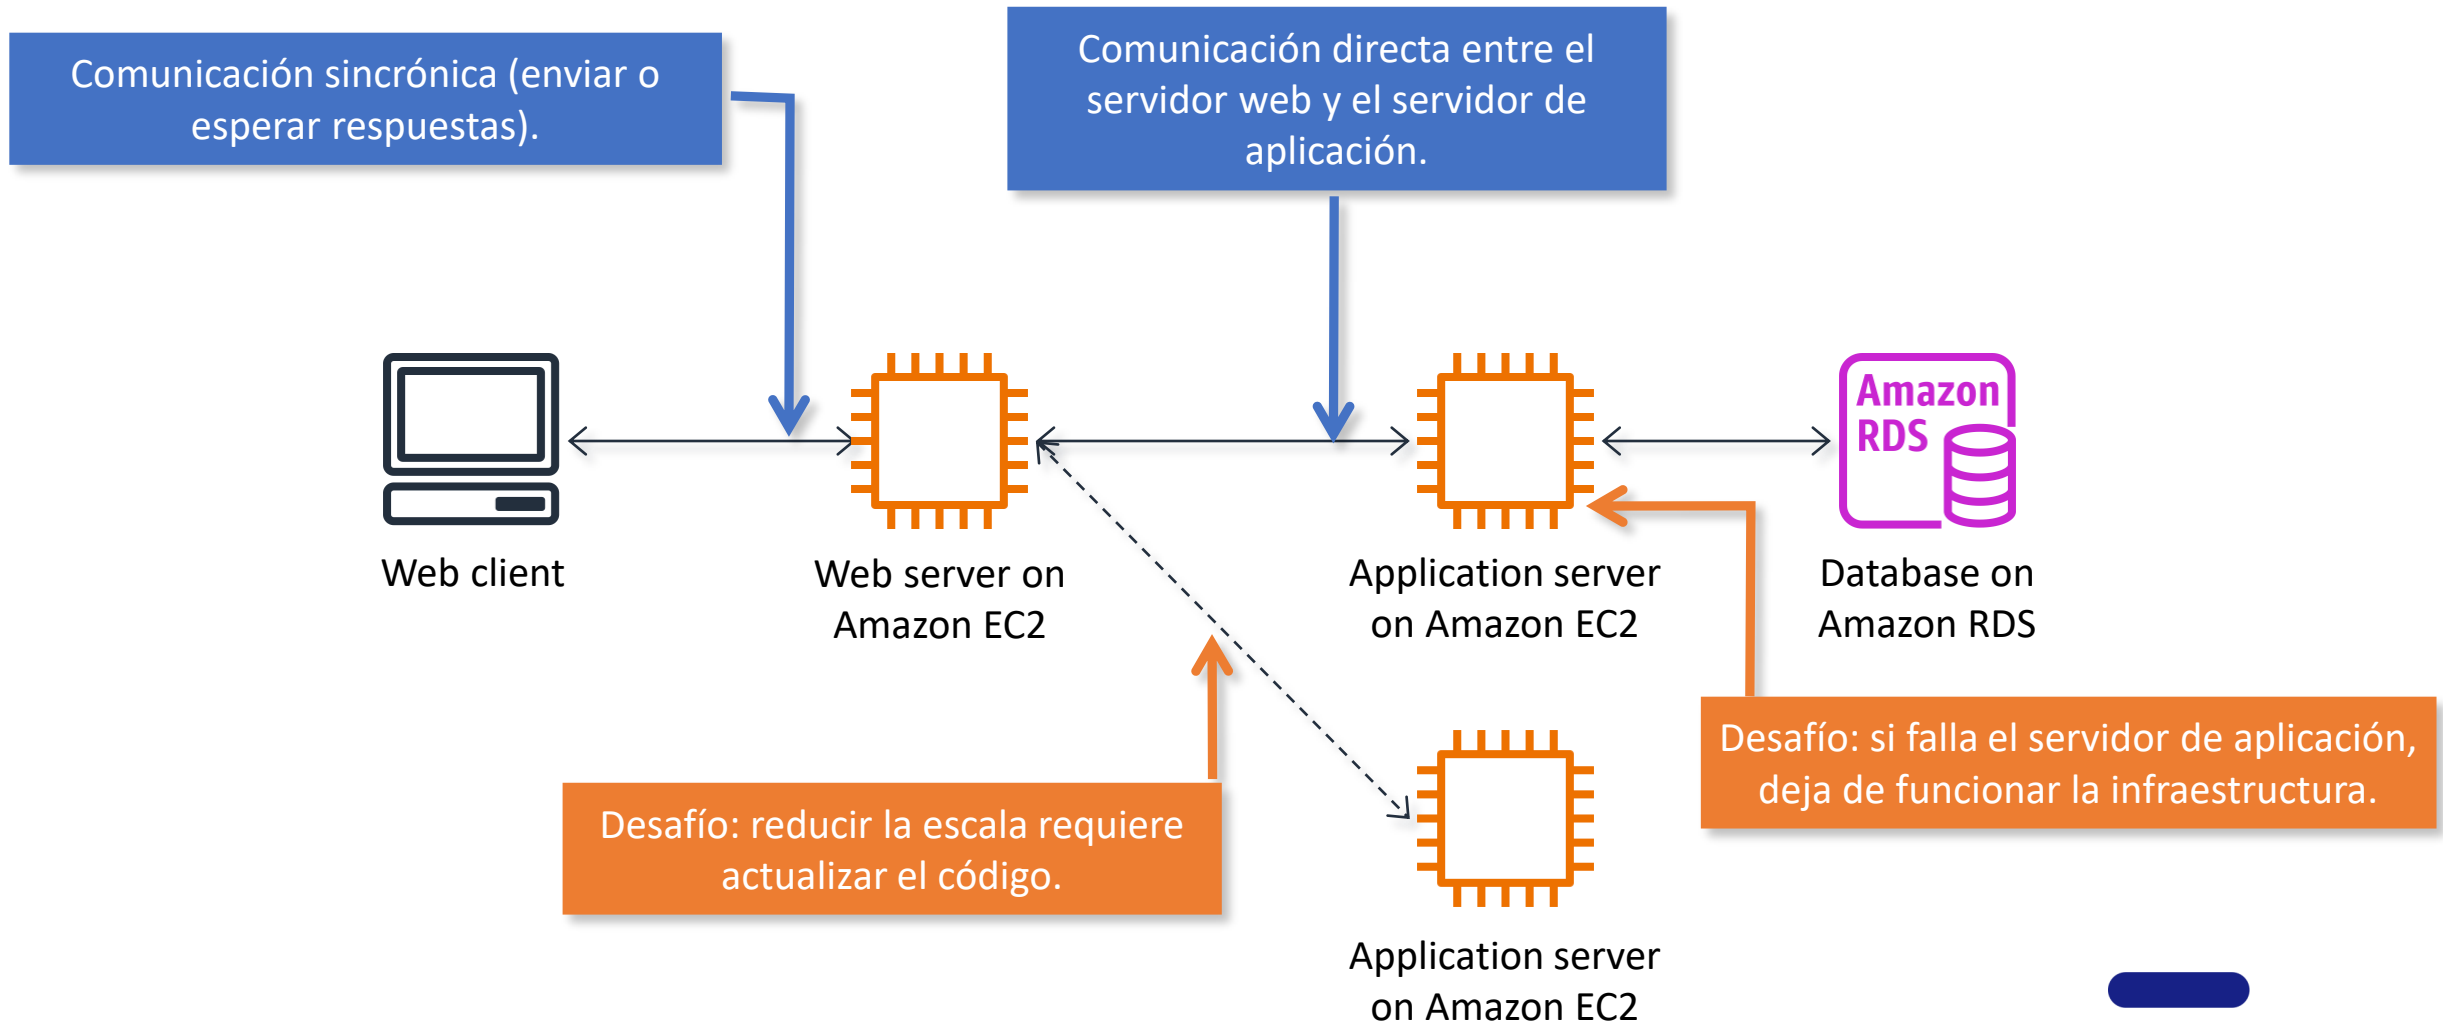 Comunicación sincrónica (enviar o
esperar respuestas).
Comunicación directa entre el
servidor web y el servidor de
aplicación.
Amazon
RDS
Web client
Web server on
Amazon EC2
Application server
on Amazon EC2
Database on
Amazon RDS
Desafío: reducir la escala requiere
actualizar el código.
Desafío: si falla el servidor de aplicación,
deja de funcionar la infraestructura.
Application server
on Amazon EC2